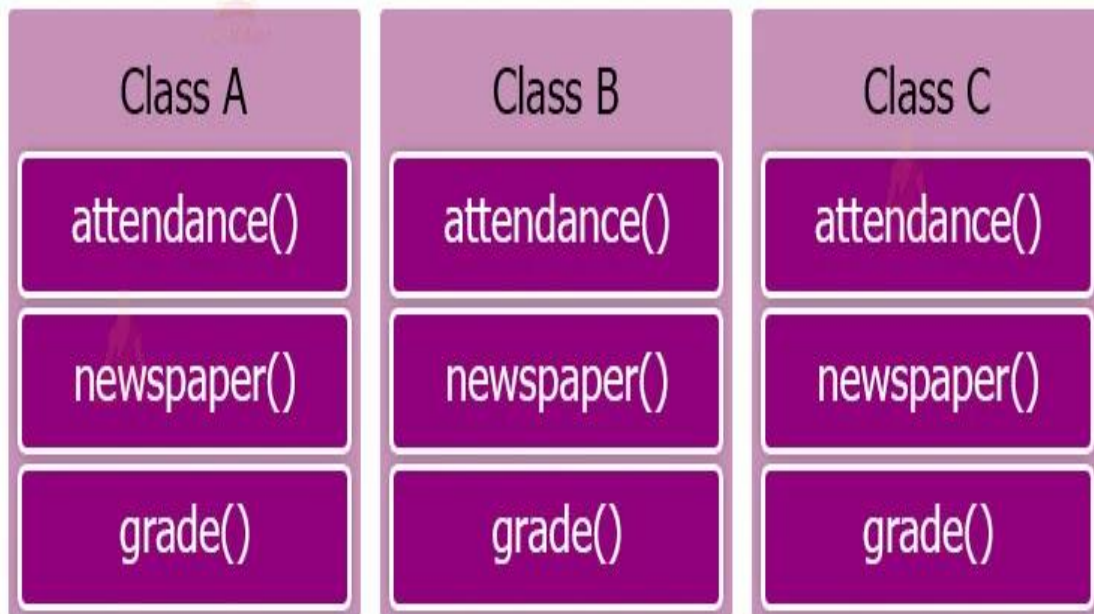 Class A
attendance()
newspaper()
grade()
Class B
attendance()
newspaper()
grade()
Class C
attendance()
newspaper()
grade()